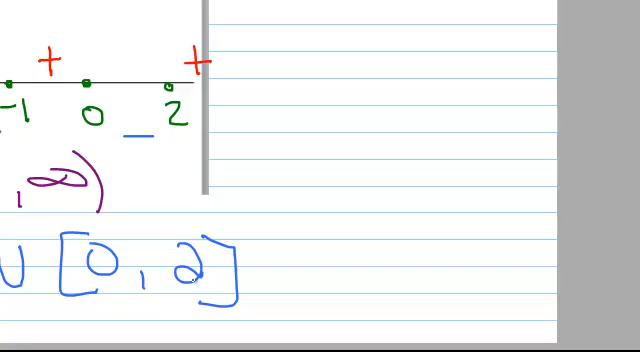 + +
-1 0 _ 2
, ∞)
∪ [0, 2]